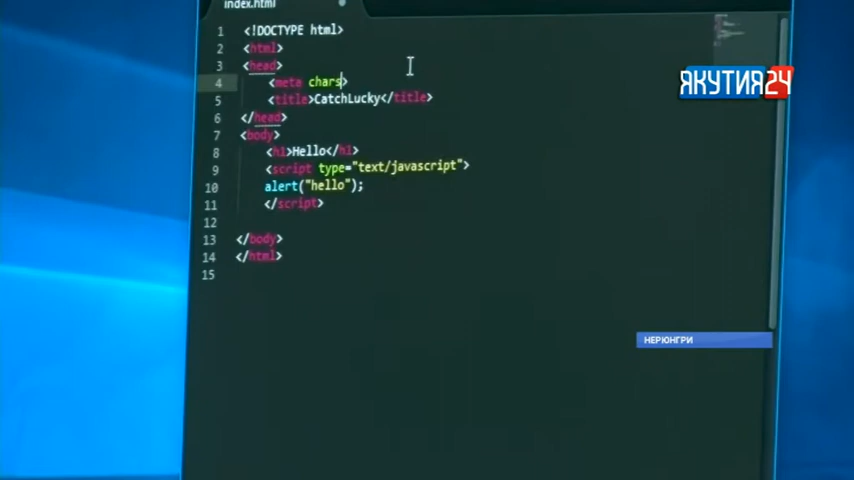 index.html
1 <!DOCTYPE html>
2 <html>
3 <head>
4 <meta chars>
5 <title>CatchLucky</title>
6 </head>
7 <body>
8 <h1>Hello</h1>
9 <script type="text/javascript">
10 alert("hello");
11 </script>
12
13 </body>
14 </html>
15
ЯКУТИЯ24
НЕРЮНГРИ